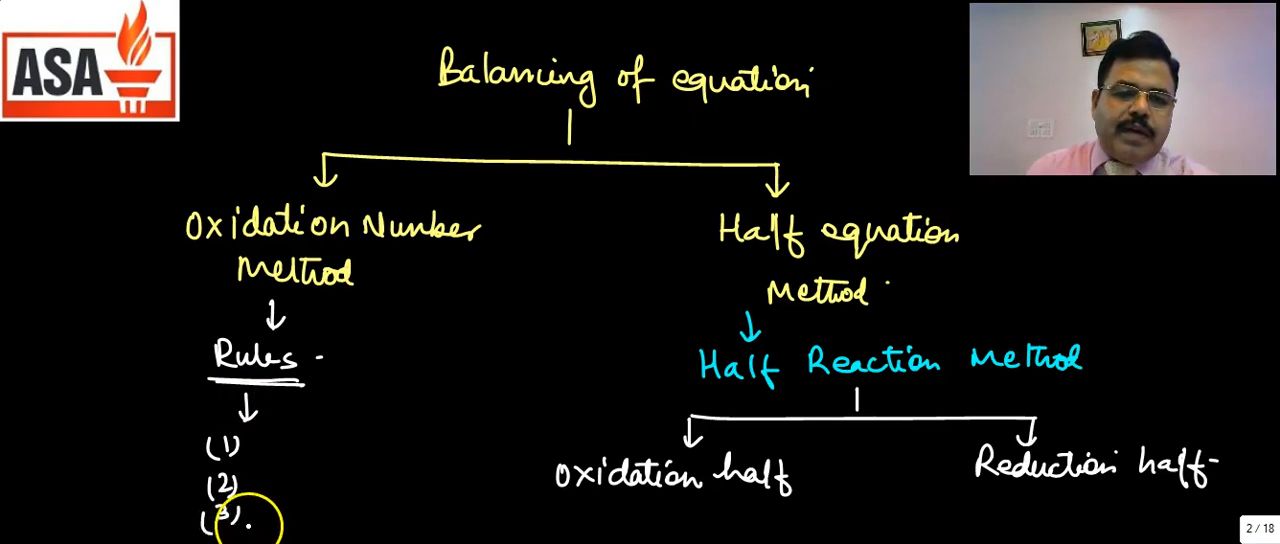 ASA
Balancing of equation
Oxidation Number
Method
Half equation
Method
Rules
Half Reaction Method
(1)
(2)
(3)
Oxidation half
Reduction half
2 / 18